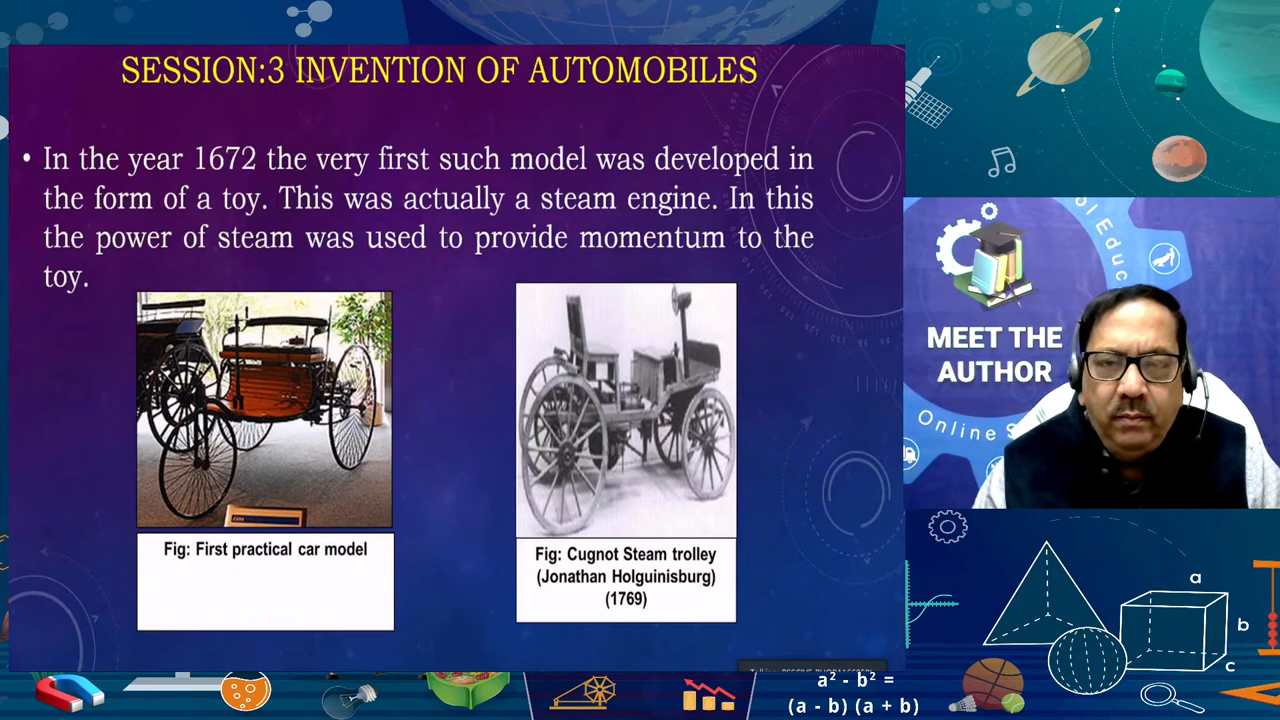 SESSION:3 INVENTION OF AUTOMOBILES
• In the year 1672 the very first such model was developed in
the form of a toy. This was actually a steam engine. In this
the power of steam was used to provide momentum to the
toy.
Fig: First practical car model
Fig: Cugnot Steam trolley
(Jonathan Holguinisburg)
(1769)
MEET THE
AUTHOR
Online
a
b
c
a² - b² =
(a - b) (a + b)